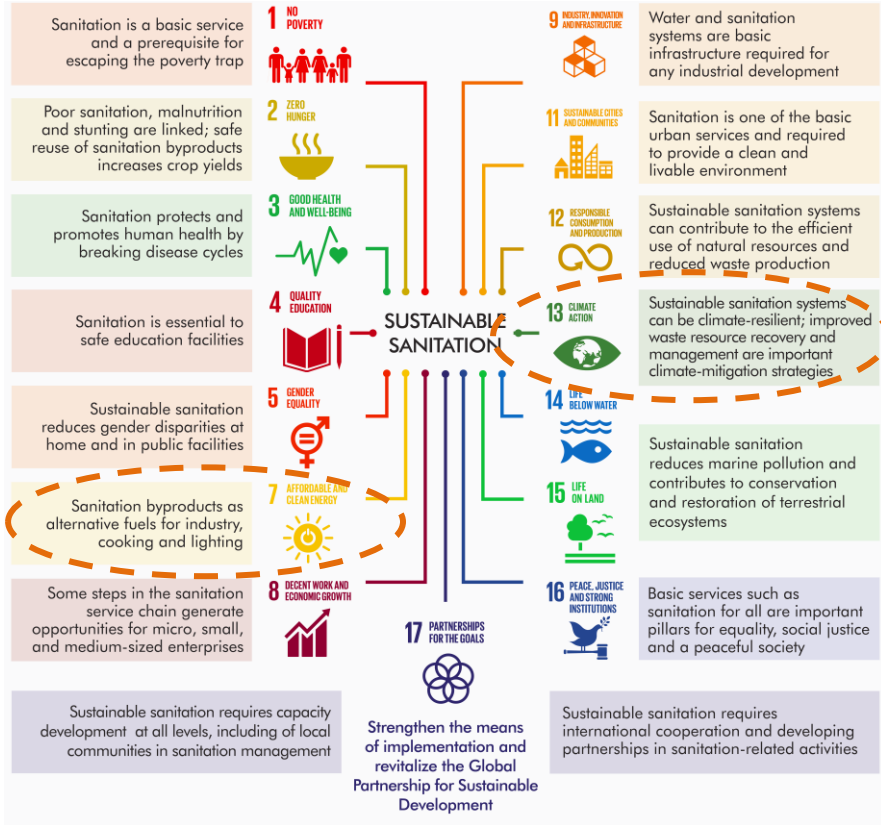 Sanitation is a basic service
and a prerequisite for
escaping the poverty trap
1 NO
POVERTY
Poor sanitation, malnutrition
and stunting are linked; safe
reuse of sanitation byproducts
increases crop yields
2 ZERO
HUNGER
Sanitation protects and
promotes human health by
breaking disease cycles
3 GOOD HEALTH
AND WELL-BEING
Sanitation is essential to
safe education facilities
4 QUALITY
EDUCATION
Sustainable sanitation
reduces gender disparities at
home and in public facilities
5 GENDER
EQUALITY
Sanitation byproducts as
alternative fuels for industry,
cooking and lighting
7 AFFORDABLE AND
CLEAN ENERGY
Some steps in the sanitation
service chain generate
opportunities for micro, small,
and medium-sized enterprises
8 DECENT WORK AND
ECONOMIC GROWTH
SUSTAINABLE
SANITATION
9 INDUSTRY, INNOVATION
AND INFRASTRUCTURE
Water and sanitation
systems are basic
infrastructure required for
any industrial development
11 SUSTAINABLE CITIES
AND COMMUNITIES
Sanitation is one of the basic
urban services and required
to provide a clean and
livable environment
12 RESPONSIBLE
CONSUMPTION
AND PRODUCTION
Sustainable sanitation systems
can contribute to the efficient
use of natural resources and
reduced waste production
13 CLIMATE
ACTION
Sustainable sanitation systems
can be climate-resilient; improved
waste resource recovery and
management are important
climate-mitigation strategies
14 LIFE
BELOW WATER
15 LIFE
ON LAND
Sustainable sanitation
reduces marine pollution and
contributes to conservation
and restoration of terrestrial
ecosystems
16 PEACE, JUSTICE
AND STRONG
INSTITUTIONS
Basic services such as
sanitation for all are important
pillars for equality, social justice
and a peaceful society
17 PARTNERSHIPS
FOR THE GOALS
Sustainable sanitation requires capacity
development at all levels, including of local
communities in sanitation management
Strengthen the means
of implementation and
revitalize the Global
Partnership for Sustainable
Development
Sustainable sanitation requires
international cooperation and developing
partnerships in sanitation-related activities